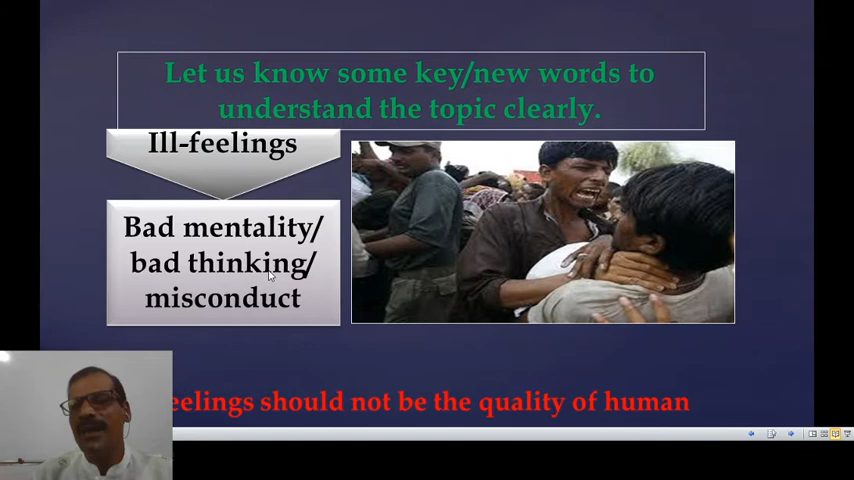 Let us know some key/new words to
understand the topic clearly.
Ill-feelings
Bad mentality/
bad thinking/
misconduct
should not be the quality of human